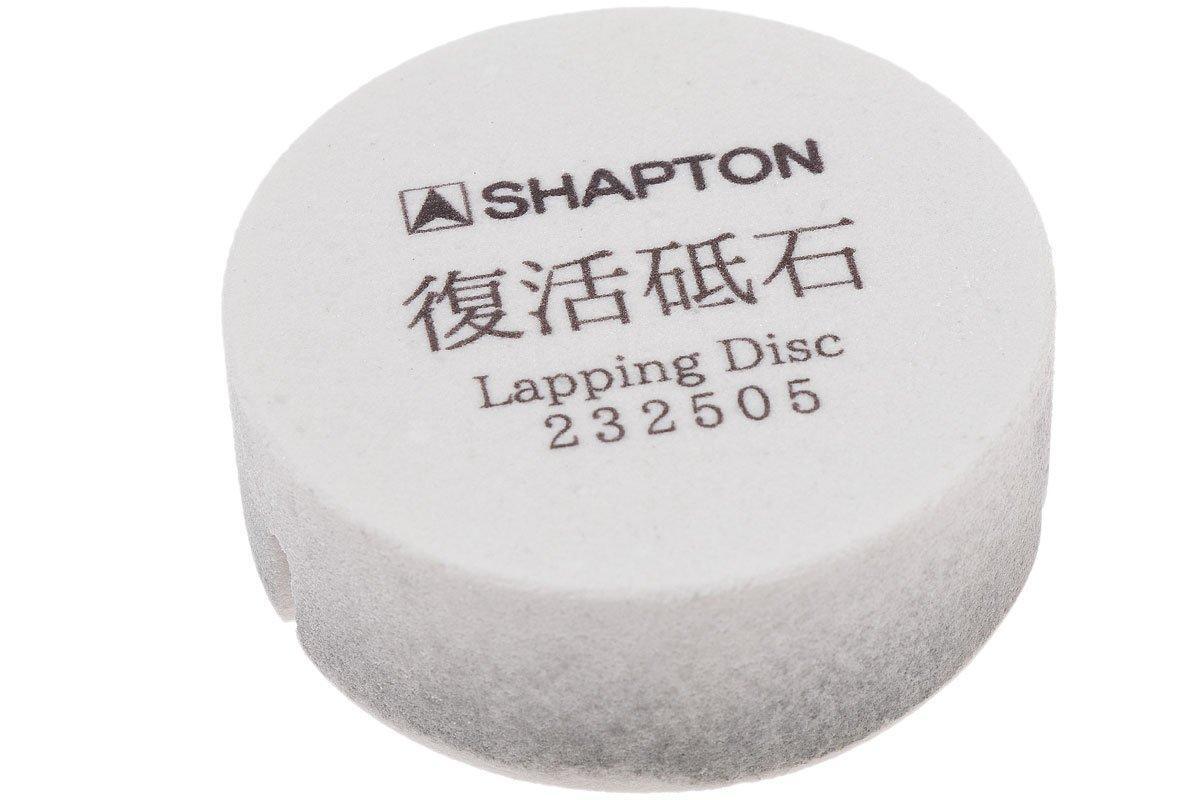 SHAPTON
復活砥石
Lapping Disc
232505